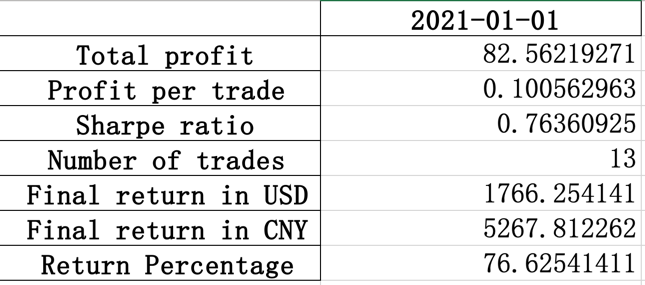 2021-01-01
Total profit 82.56219271
Profit per trade 0.100562963
Sharpe ratio 0.76360925
Number of trades 13
Final return in USD 1766.254141
Final return in CNY 5267.812262
Return Percentage 76.62541411